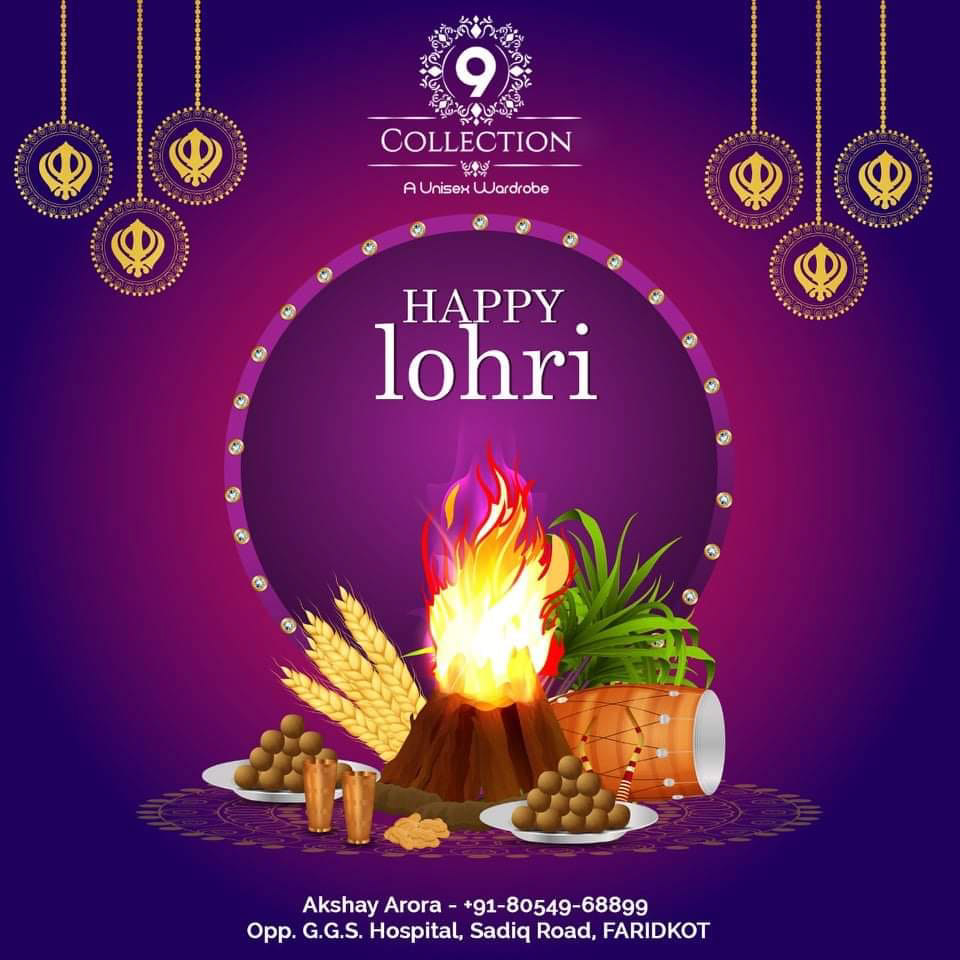 9
COLLECTION
A Unisex Wardrobe
HAPPY
lohri
Akshay Arora - +91-80549-68899
Opp. G.G.S. Hospital, Sadiq Road, FARIDKOT